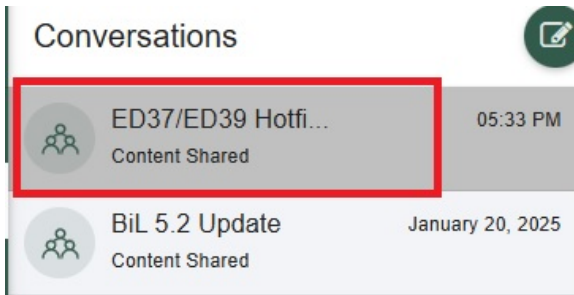 Conversations
ED37/ED39 Hotfi... 05:33 PM
Content Shared
BiL 5.2 Update January 20, 2025
Content Shared